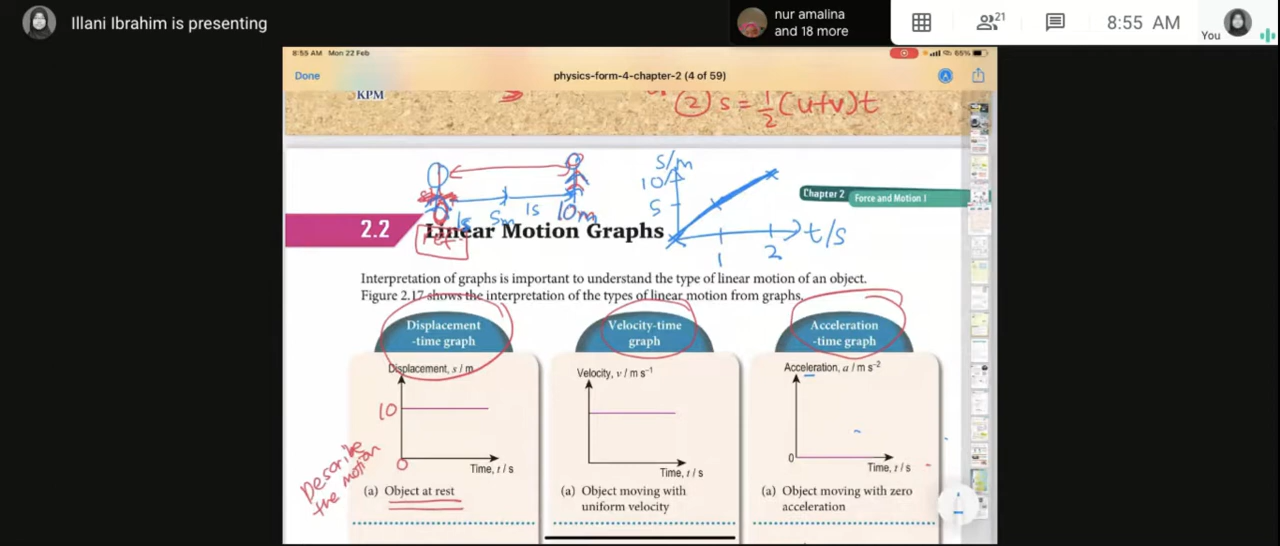 Illani Ibrahim is presenting
nur amalina
and 18 more
21
8:55 AM
You
8:55 AM Mon 22 Feb
65%
Done
physics-form-4-chapter-2 (4 of 59)
KPM
(2) s = 1/2 (u+v)t
s/m
10
5
1s
5m
1s
10m
ref
t/s
1
2
Chapter 2 Force and Motion I
2.2 Linear Motion Graphs
Interpretation of graphs is important to understand the type of linear motion of an object.
Figure 2.17 shows the interpretation of the types of linear motion from graphs.
Displacement
-time graph
Velocity-time
graph
Acceleration
-time graph
Displacement, s / m
10
0
Time, t / s
Describe
the motion
(a) Object at rest
Velocity, v / m s⁻¹
Time, t / s
(a) Object moving with
uniform velocity
Acceleration, a / m s⁻²
0
Time, t / s
(a) Object moving with zero
acceleration